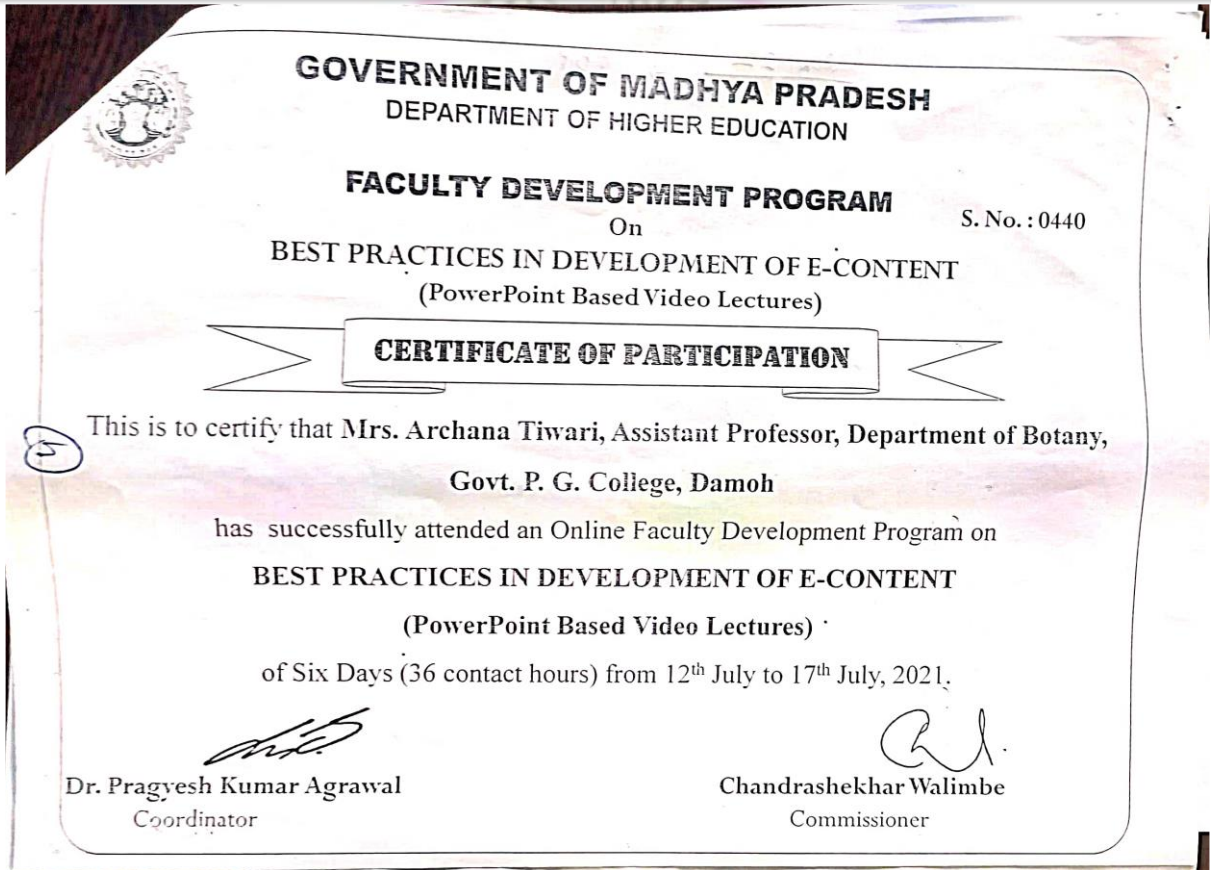 GOVERNMENT OF MADHYA PRADESH
DEPARTMENT OF HIGHER EDUCATION
FACULTY DEVELOPMENT PROGRAM
S. No. : 0440
On
BEST PRACTICES IN DEVELOPMENT OF E-CONTENT
(PowerPoint Based Video Lectures)
CERTIFICATE OF PARTICIPATION
This is to certify that Mrs. Archana Tiwari, Assistant Professor, Department of Botany,
Govt. P. G. College, Damoh
has successfully attended an Online Faculty Development Program on
BEST PRACTICES IN DEVELOPMENT OF E-CONTENT
(PowerPoint Based Video Lectures)
of Six Days (36 contact hours) from 12th July to 17th July, 2021.
Dr. Pragyesh Kumar Agrawal
Chandrashekhar Walimbe
Coordinator
Commissioner